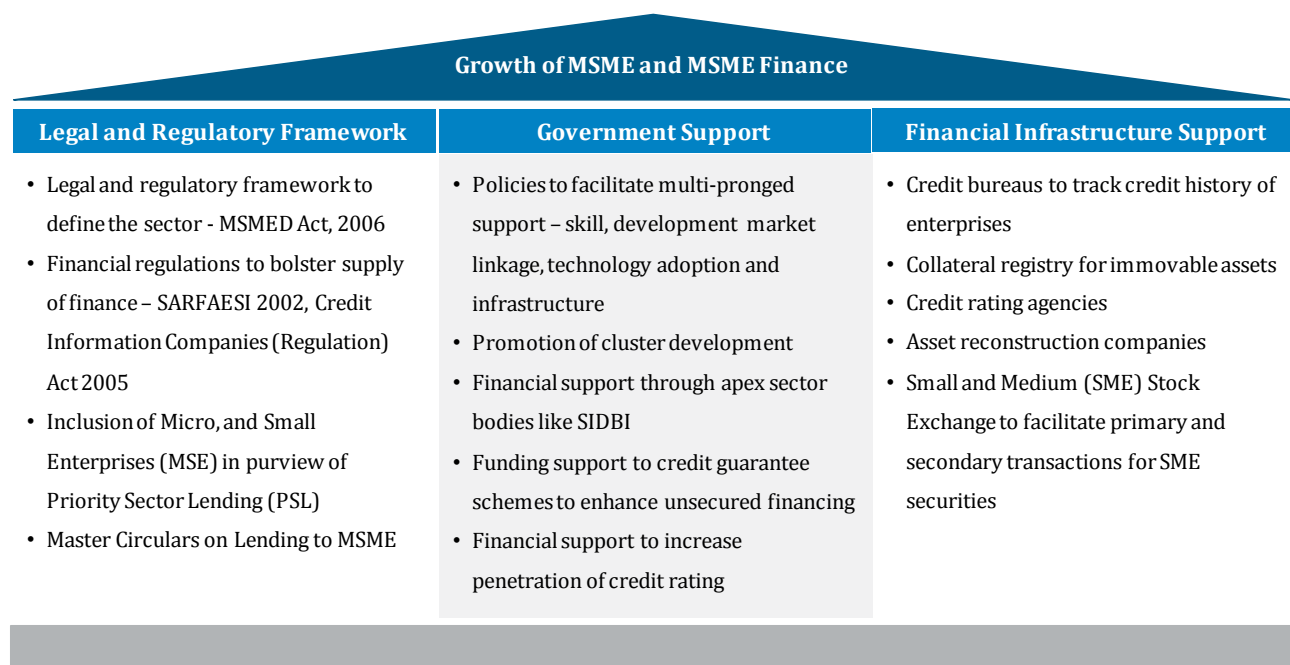 Growth of MSME and MSME Finance
Legal and Regulatory Framework
• Legal and regulatory framework to
define the sector - MSMED Act, 2006
• Financial regulations to bolster supply
of finance – SARFAESI 2002, Credit
Information Companies (Regulation)
Act 2005
• Inclusion of Micro, and Small
Enterprises (MSE) in purview of
Priority Sector Lending (PSL)
• Master Circulars on Lending to MSME
Government Support
• Policies to facilitate multi-pronged
support – skill, development market
linkage, technology adoption and
infrastructure
• Promotion of cluster development
• Financial support through apex sector
bodies like SIDBI
• Funding support to credit guarantee
schemes to enhance unsecured financing
• Financial support to increase
penetration of credit rating
Financial Infrastructure Support
• Credit bureaus to track credit history of
enterprises
• Collateral registry for immovable assets
• Credit rating agencies
• Asset reconstruction companies
• Small and Medium (SME) Stock
Exchange to facilitate primary and
secondary transactions for SME
securities